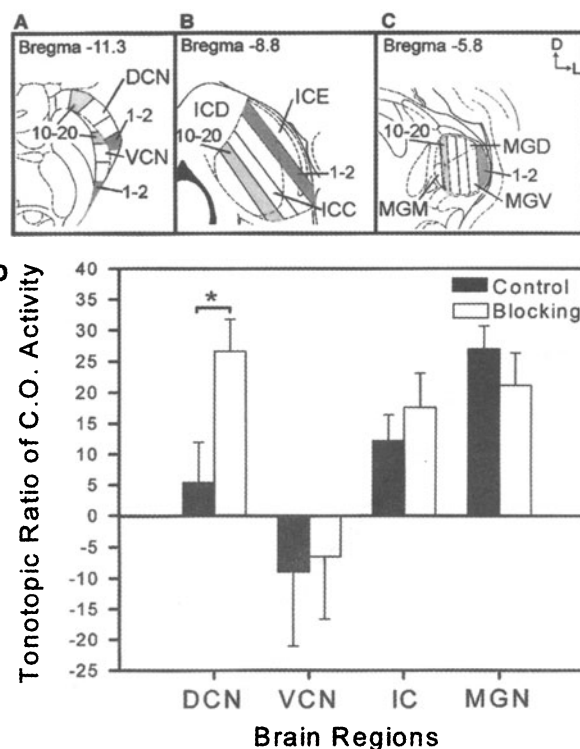 A
B
C
Bregma -11.3
Bregma -8.8
Bregma -5.8
D
L
DCN
10-20
1-2
VCN
1-2
ICD
ICE
10-20
1-2
ICC
10-20
MGD
1-2
MGM
MGV
Tonotopic Ratio of C.O. Activity
40
35
30
25
20
15
10
5
0
-5
-10
-15
-20
-25
*
Control
Blocking
DCN VCN IC MGN
Brain Regions